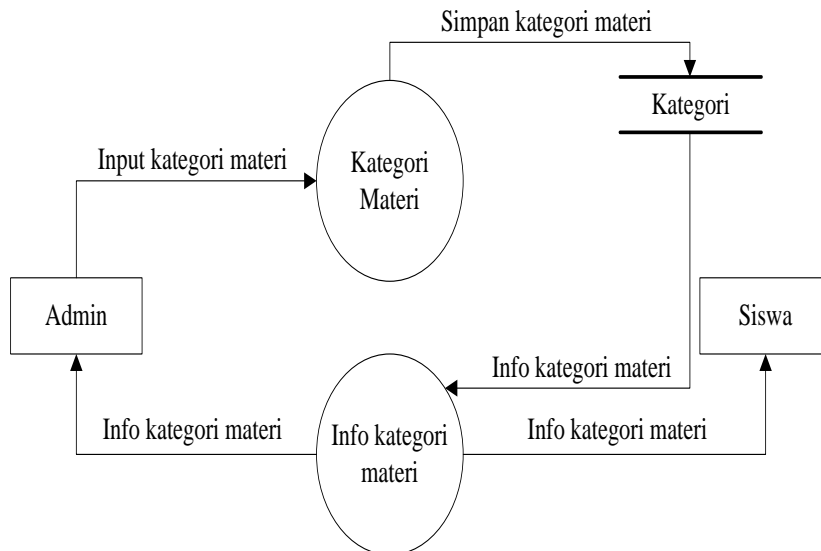 Simpan kategori materi
Kategori
Input kategori materi
Kategori
Materi
Admin
Siswa
Info kategori materi
Info kategori materi
Info kategori
materi
Info kategori materi